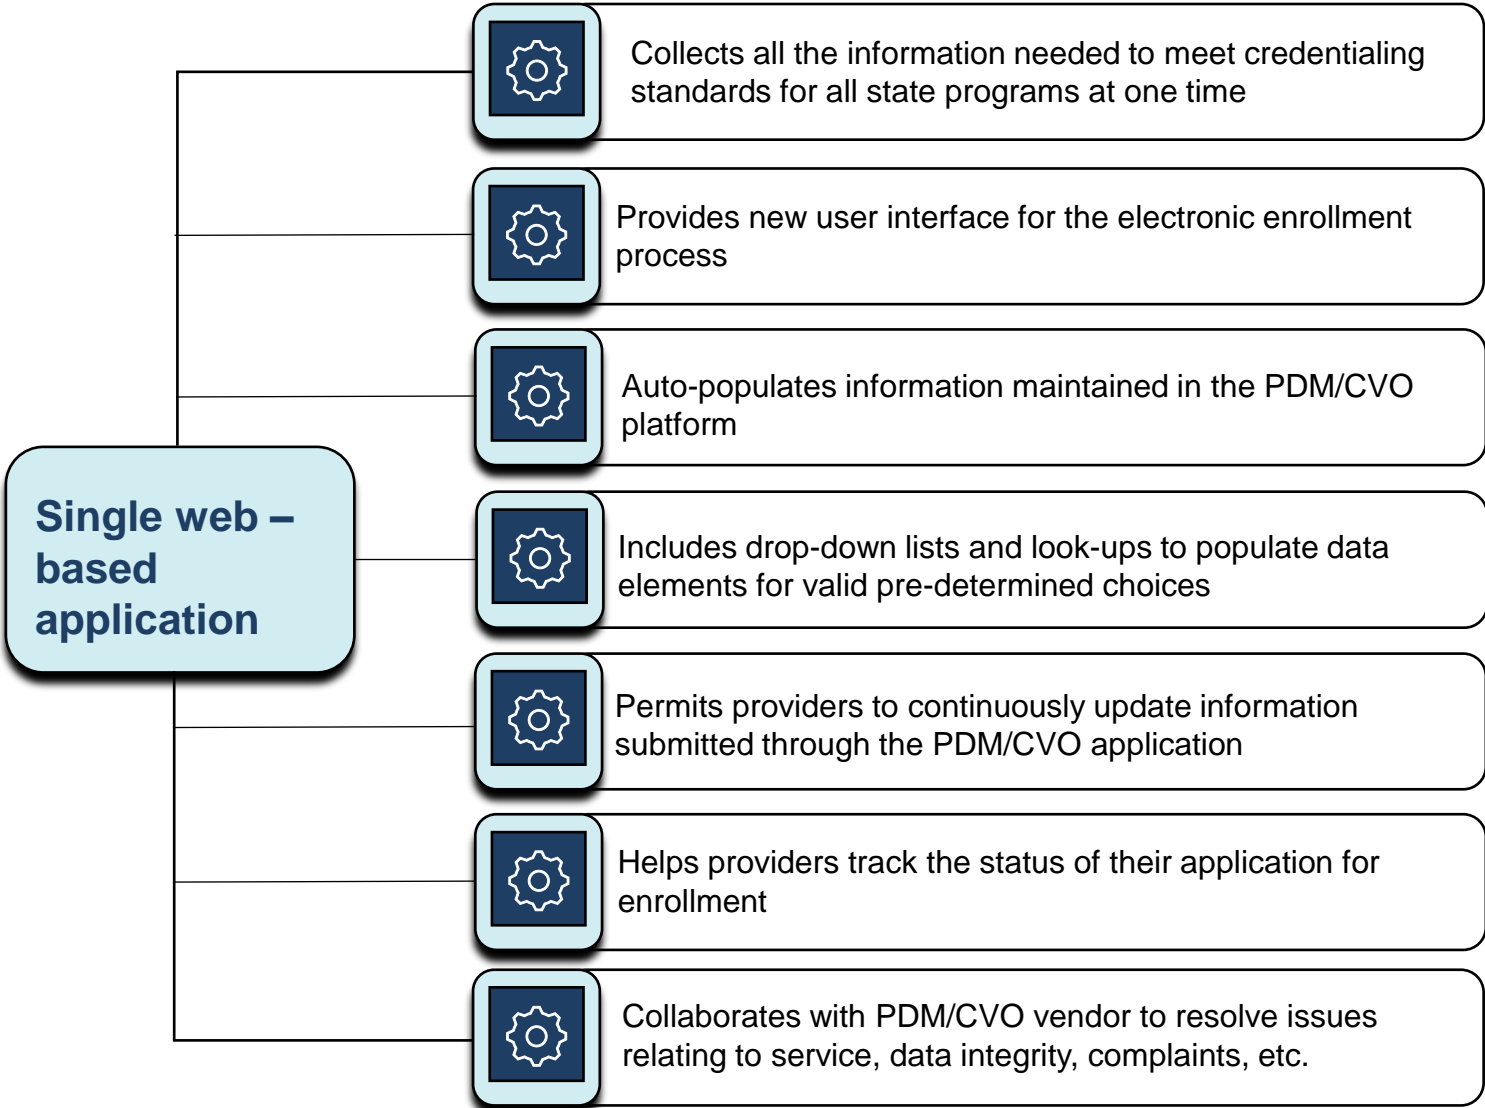 Collects all the information needed to meet credentialing
standards for all state programs at one time
Provides new user interface for the electronic enrollment
process
Auto-populates information maintained in the PDM/CVO
platform
Single web –
based
application
Includes drop-down lists and look-ups to populate data
elements for valid pre-determined choices
Permits providers to continuously update information
submitted through the PDM/CVO application
Helps providers track the status of their application for
enrollment
Collaborates with PDM/CVO vendor to resolve issues
relating to service, data integrity, complaints, etc.